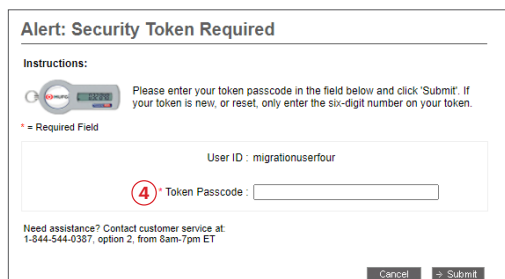 Alert: Security Token Required
Instructions:
MUFG
Please enter your token passcode in the field below and click 'Submit'. If
your token is new, or reset, only enter the six-digit number on your token.
* = Required Field
User ID : migrationuserfour
4 * Token Passcode :
Need assistance? Contact customer service at:
1-844-544-0387, option 2, from 8am-7pm ET
Cancel → Submit